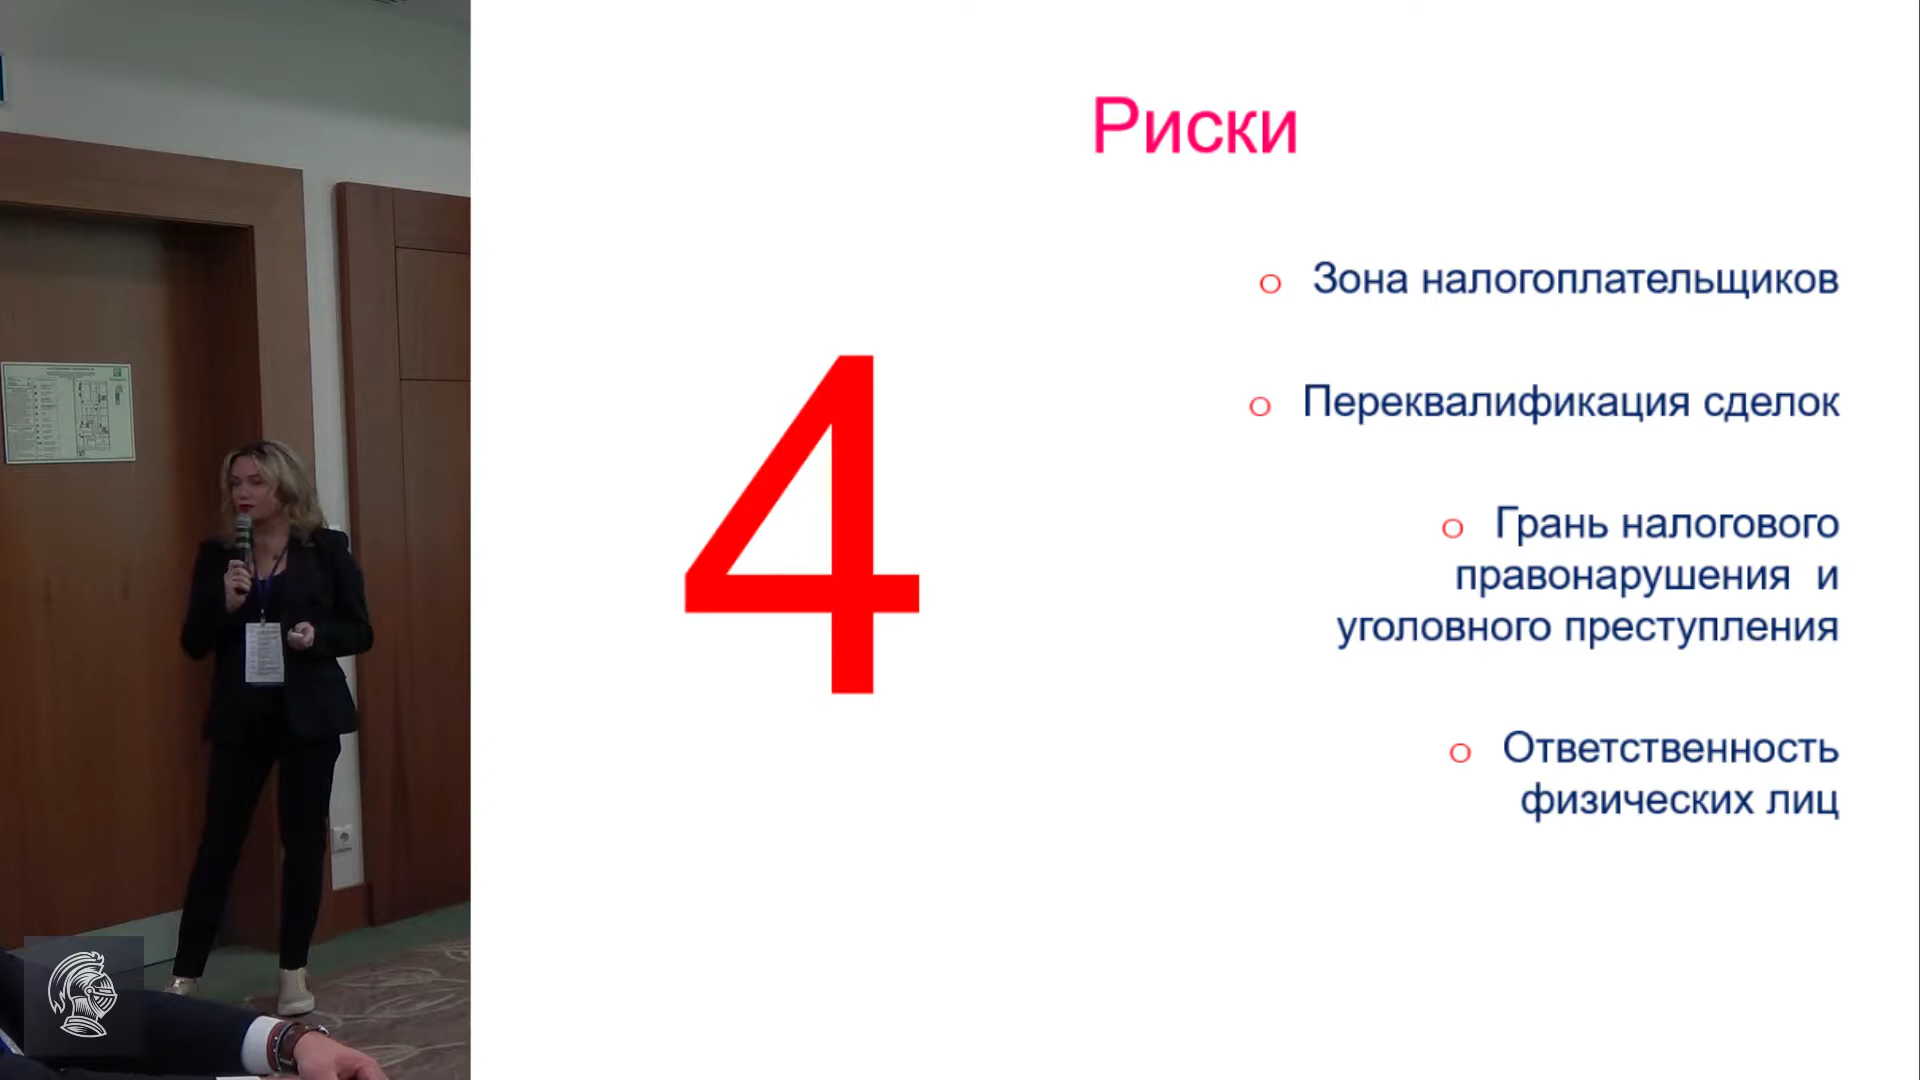 Риски
4
o Зона налогоплательщиков
o Переквалификация сделок
o Грань налогового
правонарушения и
уголовного преступления
o Ответственность
физических лиц